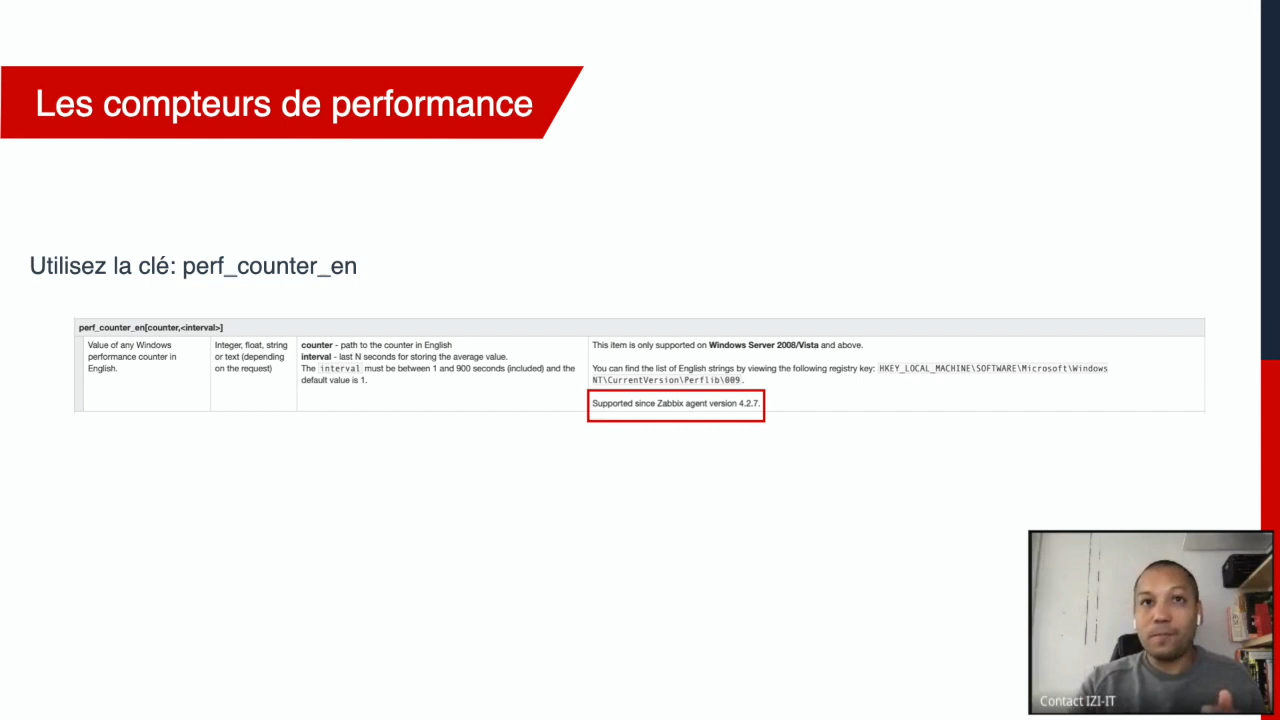 Les compteurs de performance
Utilisez la clé: perf_counter_en
perf_counter_en[counter,<interval>]
Value of any Windows
performance counter in
English.
Integer, float, string
or text (depending
on the request)
counter - path to the counter in English
interval - last N seconds for storing the average value.
The interval must be between 1 and 900 seconds (included) and the
default value is 1.
This item is only supported on Windows Server 2008/Vista and above.
You can find the list of English strings by viewing the following registry key: HKEY_LOCAL_MACHINE\SOFTWARE\Microsoft\Windows
NT\CurrentVersion\Perflib\009.
Supported since Zabbix agent version 4.2.7.
Contact IZI-IT